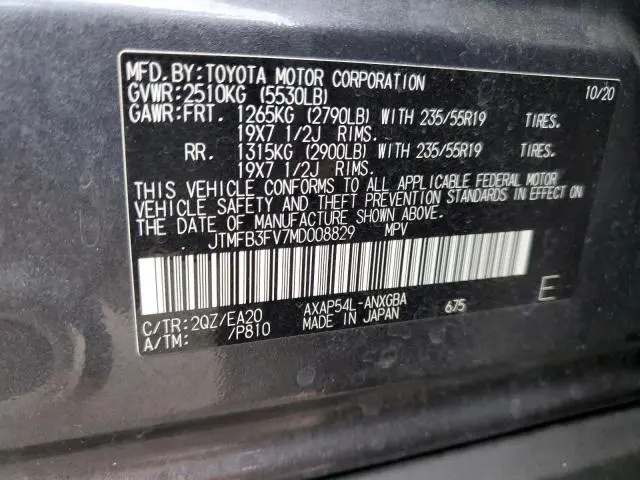 MFD.BY:TOYOTA MOTOR CORPORATION 10/20
GVWR:2510KG (5530LB)
GAWR:FRT. 1265KG (2790LB) WITH 235/55R19 TIRES.
19X7 1/2J RIMS.
RR. 1315KG (2900LB) WITH 235/55R19 TIRES.
19X7 1/2J RIMS.
THIS VEHICLE CONFORMS TO ALL APPLICABLE FEDERAL MOTOR
VEHICLE SAFETY AND THEFT PREVENTION STANDARDS IN EFFECT ON
THE DATE OF MANUFACTURE SHOWN ABOVE.
JTMFB3FV7MD008829 MPV
E
C/TR:2QZ/EA20 AXAP54L-ANXGBA 675
A/TM: /P810 MADE IN JAPAN